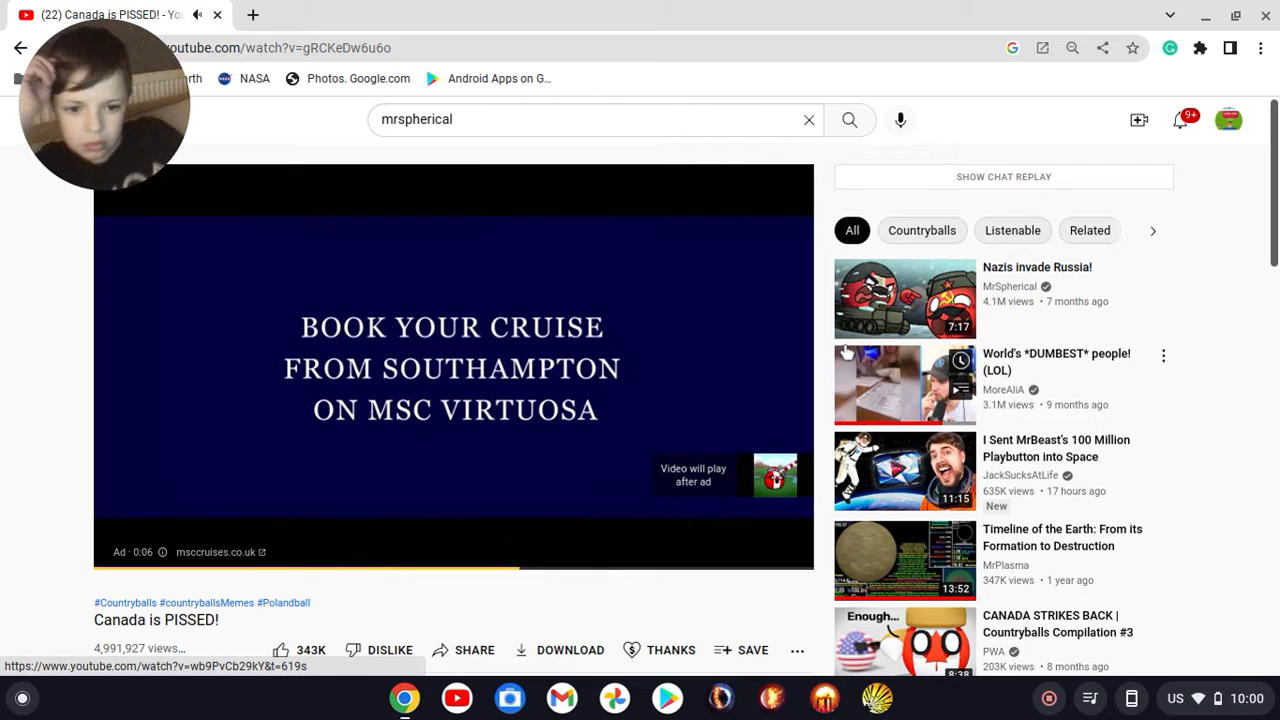 (22) Canada is PISSED! - Yo
youtube.com/watch?v=gRCKeDw6u6o
rth
NASA
Photos. Google.com
Android Apps on G...
mrspherical
9+
SHOW CHAT REPLAY
All
Countryballs
Listenable
Related
BOOK YOUR CRUISE
FROM SOUTHAMPTON
ON MSC VIRTUOSA
Video will play
after ad
Ad · 0:06
msccruises.co.uk
Nazis invade Russia!
MrSpherical
4.1M views · 7 months ago
7:17
World's *DUMBEST* people!
(LOL)
MoreAliA
3.1M views · 9 months ago
I Sent MrBeast's 100 Million
Playbutton into Space
JackSucksAtLife
635K views · 17 hours ago
New
11:15
Timeline of the Earth: From its
Formation to Destruction
MrPlasma
347K views · 1 year ago
13:52
Enough...
CANADA STRIKES BACK |
Countryballs Compilation #3
PWA
203K views · 8 months ago
8:38
#Countryballs #countryballsMemes #Polandball
Canada is PISSED!
4,991,927 views...
343K
DISLIKE
SHARE
DOWNLOAD
THANKS
SAVE
https://www.youtube.com/watch?v=wb9PvCb29kY&t=619s
US
10:00